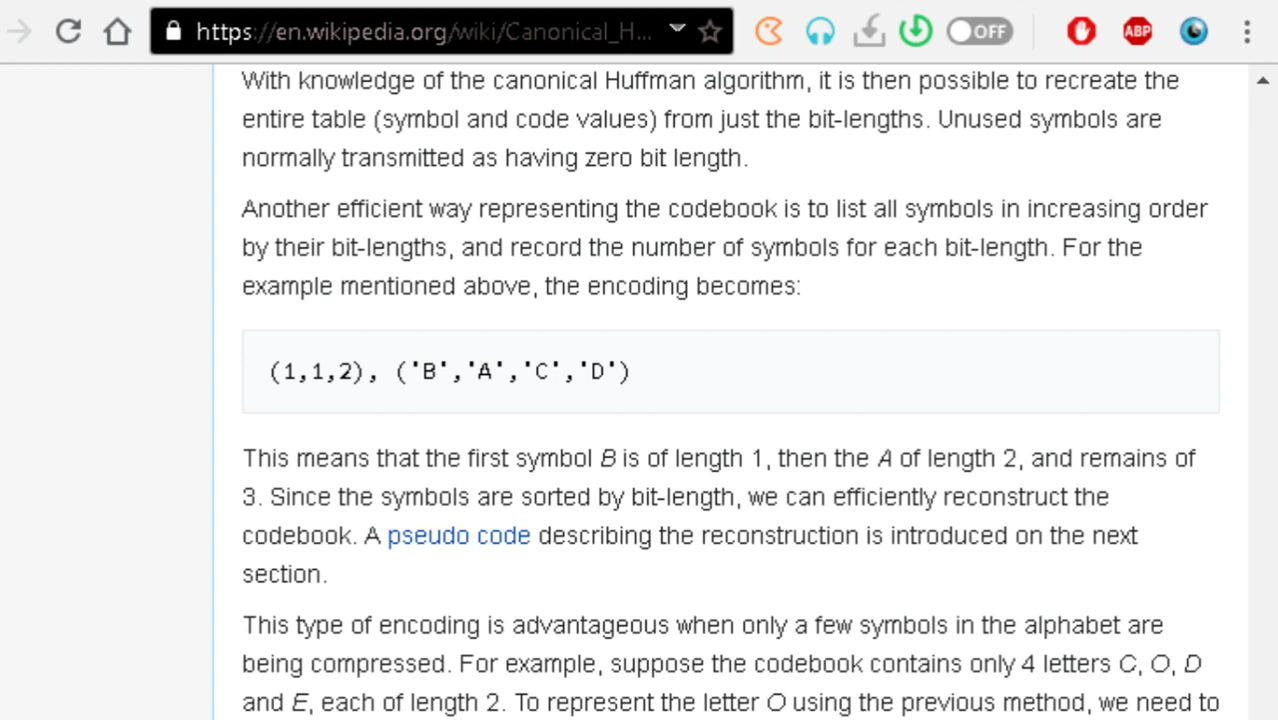 https://en.wikipedia.org/wiki/Canonical_H...
OFF
ABP
With knowledge of the canonical Huffman algorithm, it is then possible to recreate the
entire table (symbol and code values) from just the bit-lengths. Unused symbols are
normally transmitted as having zero bit length.
Another efficient way representing the codebook is to list all symbols in increasing order
by their bit-lengths, and record the number of symbols for each bit-length. For the
example mentioned above, the encoding becomes:
(1,1,2), ('B','A','C','D')
This means that the first symbol B is of length 1, then the A of length 2, and remains of
3. Since the symbols are sorted by bit-length, we can efficiently reconstruct the
codebook. A pseudo code describing the reconstruction is introduced on the next
section.
This type of encoding is advantageous when only a few symbols in the alphabet are
being compressed. For example, suppose the codebook contains only 4 letters C, O, D
and E, each of length 2. To represent the letter O using the previous method, we need to